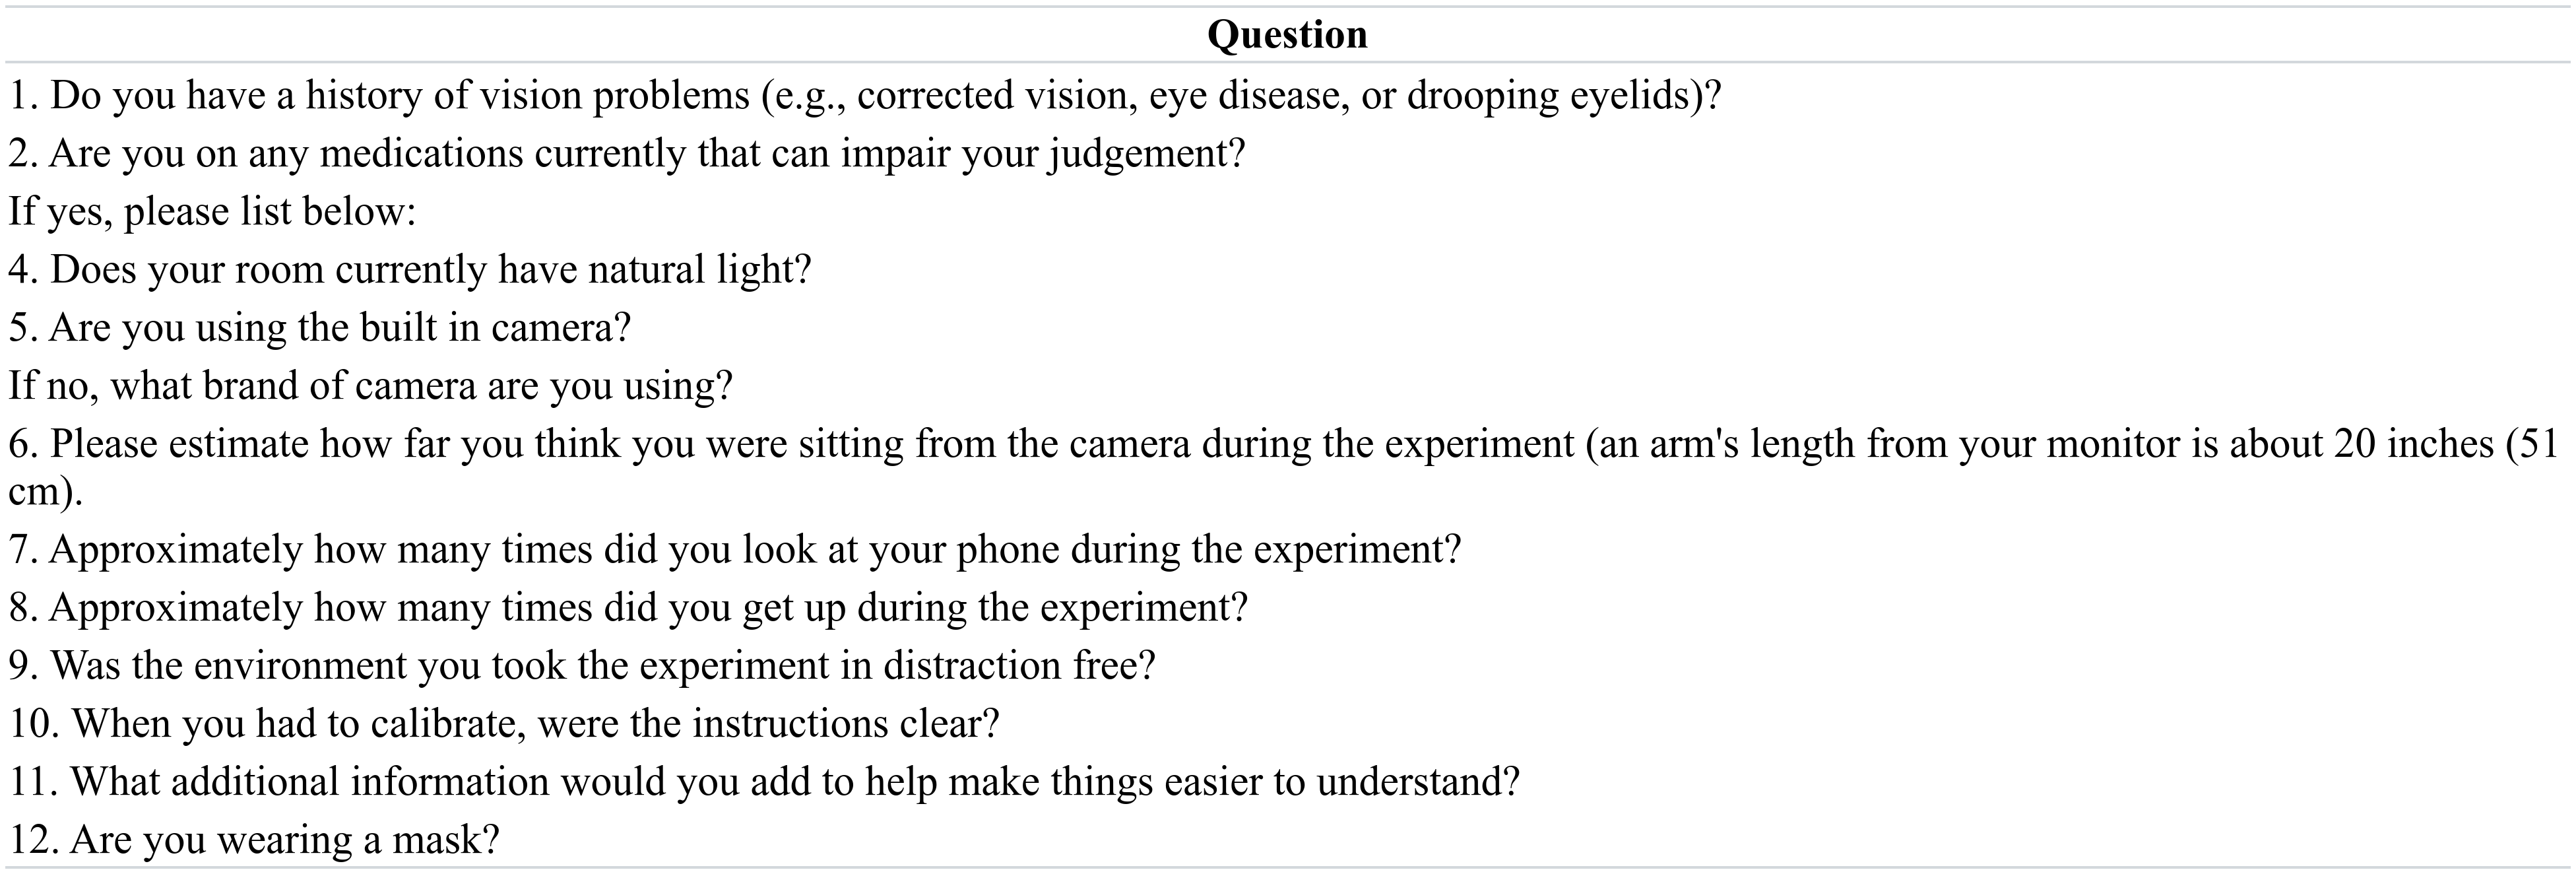 Question
1. Do you have a history of vision problems (e.g., corrected vision, eye disease, or drooping eyelids)?
2. Are you on any medications currently that can impair your judgement?
If yes, please list below:
4. Does your room currently have natural light?
5. Are you using the built in camera?
If no, what brand of camera are you using?
6. Please estimate how far you think you were sitting from the camera during the experiment (an arm's length from your monitor is about 20 inches (51
cm).
7. Approximately how many times did you look at your phone during the experiment?
8. Approximately how many times did you get up during the experiment?
9. Was the environment you took the experiment in distraction free?
10. When you had to calibrate, were the instructions clear?
11. What additional information would you add to help make things easier to understand?
12. Are you wearing a mask?